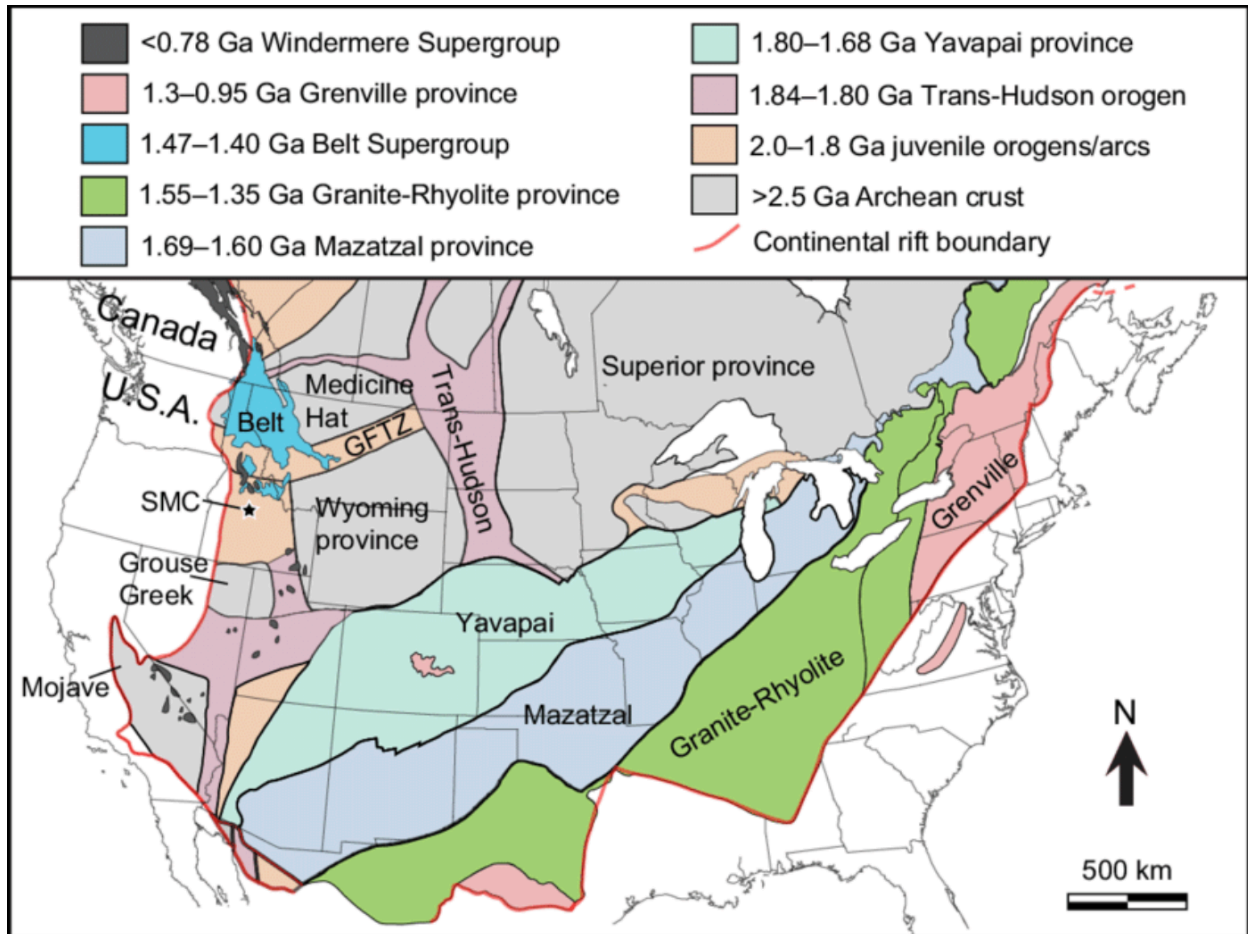 <0.78 Ga Windermere Supergroup
1.3–0.95 Ga Grenville province
1.47–1.40 Ga Belt Supergroup
1.55–1.35 Ga Granite-Rhyolite province
1.69–1.60 Ga Mazatzal province
1.80–1.68 Ga Yavapai province
1.84–1.80 Ga Trans-Hudson orogen
2.0–1.8 Ga juvenile orogens/arcs
>2.5 Ga Archean crust
Continental rift boundary
Canada
U.S.A.
Belt
Medicine
Hat
GFTZ
Trans-Hudson
Superior province
SMC
Wyoming
province
Grouse
Greek
Mojave
Yavapai
Mazatzal
Granite-Rhyolite
Grenville
N
500 km